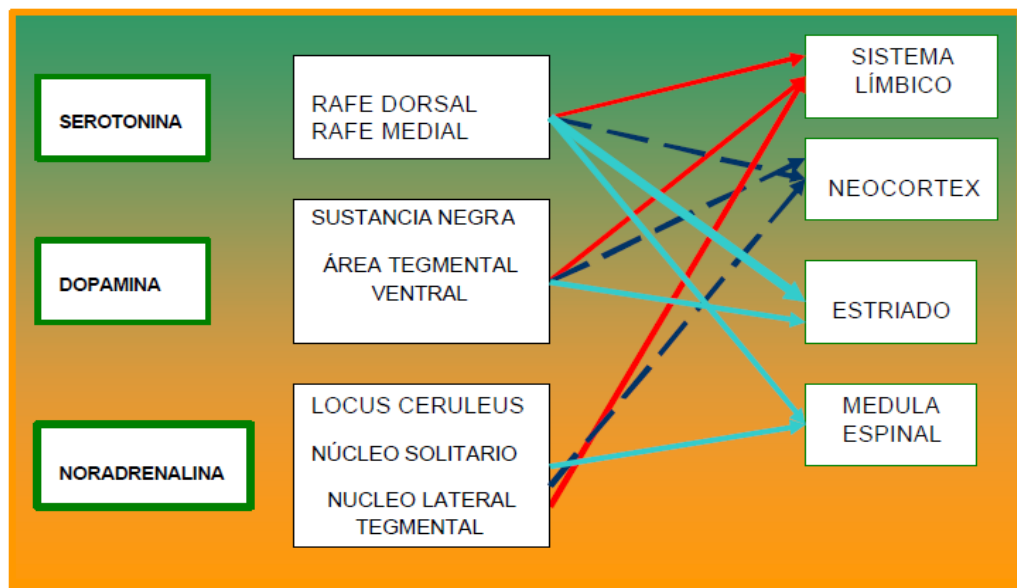 SEROTONINA
RAFE DORSAL
RAFE MEDIAL
SISTEMA
LÍMBICO
NEOCORTEX
DOPAMINA
SUSTANCIA NEGRA
ÁREA TEGMENTAL
VENTRAL
ESTRIADO
NORADRENALINA
LOCUS CERULEUS
NÚCLEO SOLITARIO
NUCLEO LATERAL
TEGMENTAL
MEDULA
ESPINAL